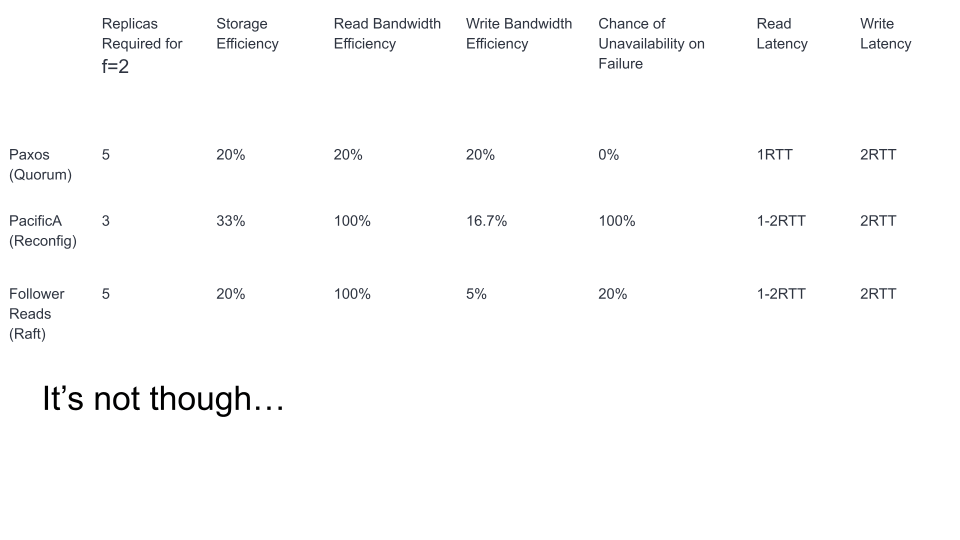 Replicas Required for f=2 Storage Efficiency Read Bandwidth Efficiency Write Bandwidth Efficiency Chance of Unavailability on Failure Read Latency Write Latency
Paxos (Quorum) 5 20% 20% 20% 0% 1RTT 2RTT
PacificA (Reconfig) 3 33% 100% 16.7% 100% 1-2RTT 2RTT
Follower Reads (Raft) 5 20% 100% 5% 20% 1-2RTT 2RTT
It’s not though…